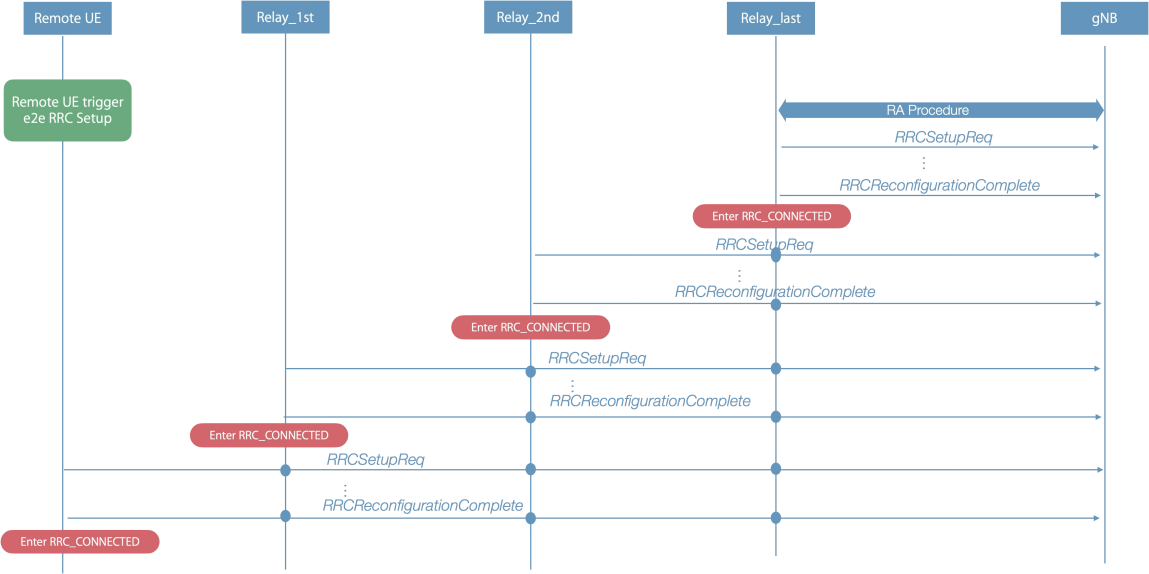 Remote UE
Relay_1st
Relay_2nd
Relay_last
gNB
Remote UE trigger
e2e RRC Setup
RA Procedure
RRCSetupReq
RRCReconfigurationComplete
Enter RRC_CONNECTED
RRCSetupReq
RRCReconfigurationComplete
Enter RRC_CONNECTED
RRCSetupReq
RRCReconfigurationComplete
Enter RRC_CONNECTED
RRCSetupReq
RRCReconfigurationComplete
Enter RRC_CONNECTED